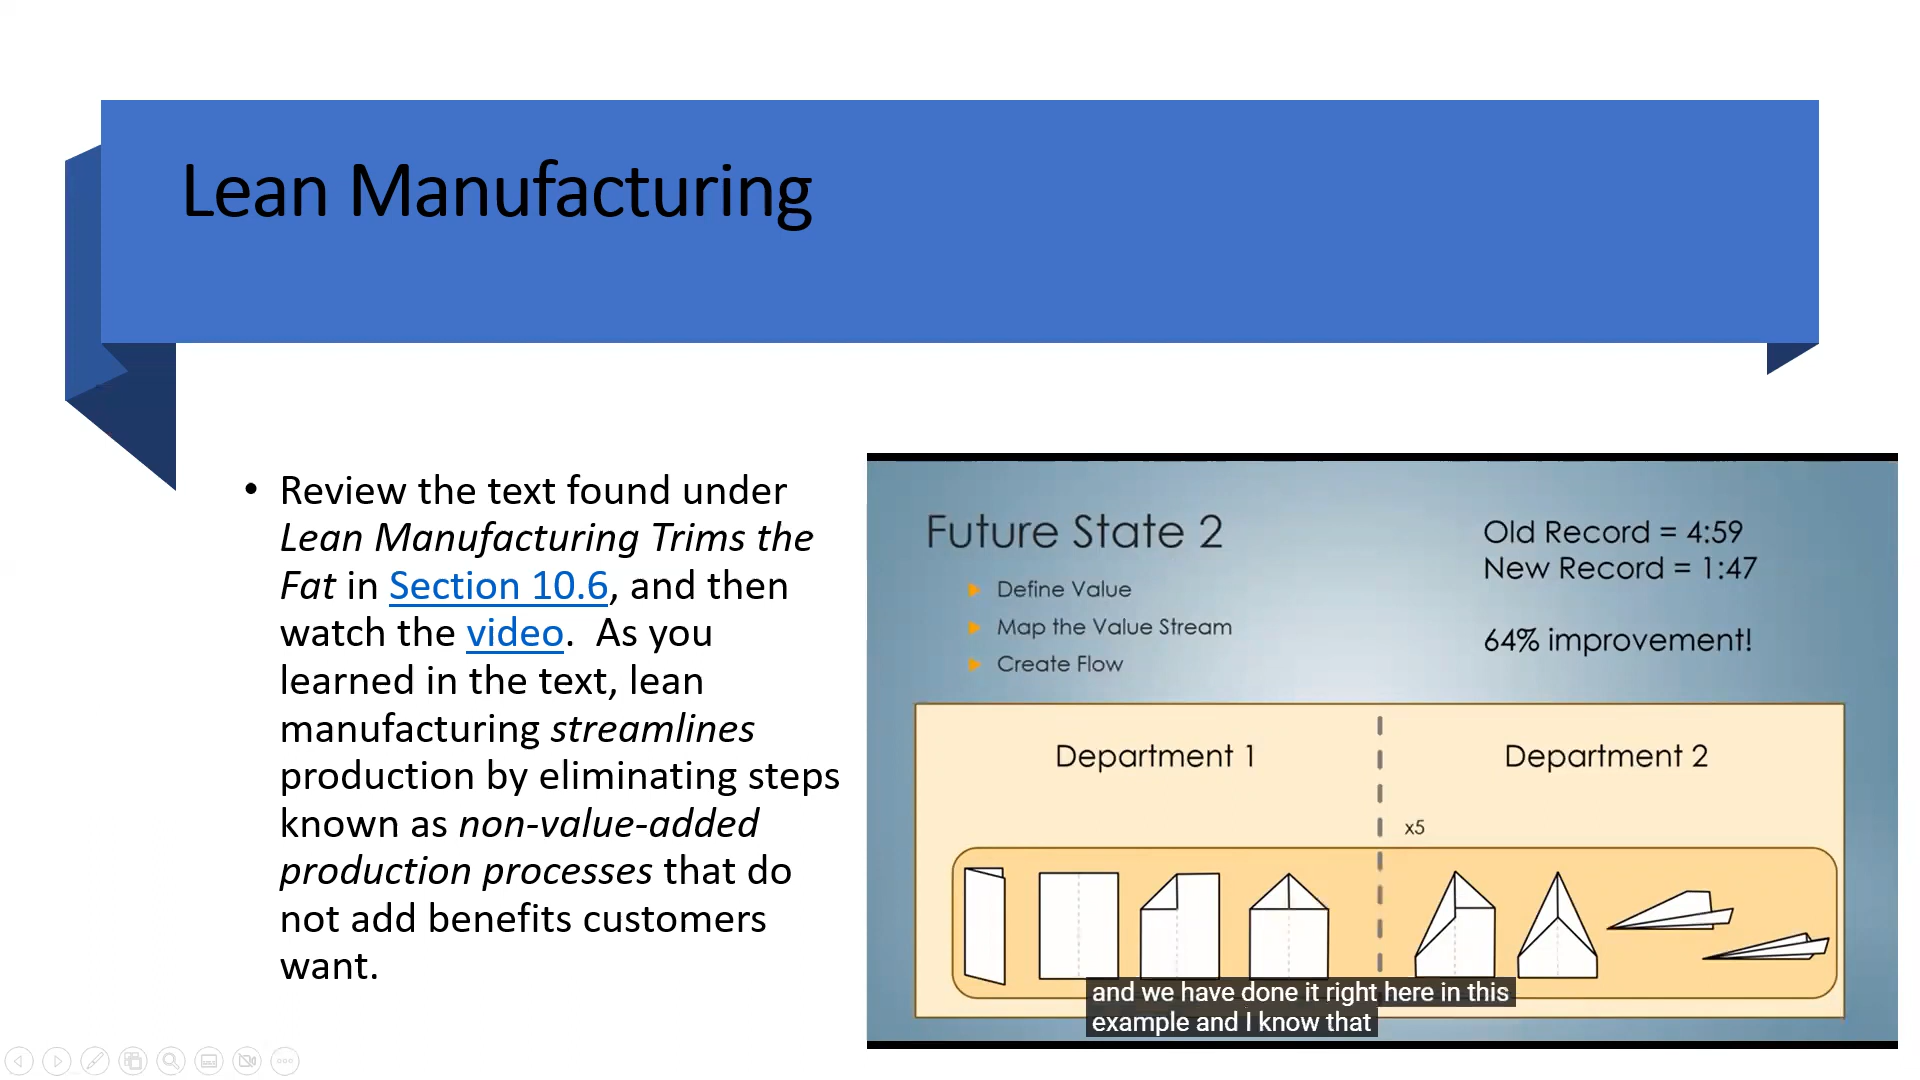 Lean Manufacturing
• Review the text found under
Lean Manufacturing Trims the
Fat in Section 10.6, and then
watch the video.  As you
learned in the text, lean
manufacturing streamlines
production by eliminating steps
known as non-value-added
production processes that do
not add benefits customers
want.
Future State 2
Define Value
Map the Value Stream
Create Flow
Old Record = 4:59
New Record = 1:47
64% improvement!
Department 1
Department 2
x5
and we have done it right here in this
example and I know that